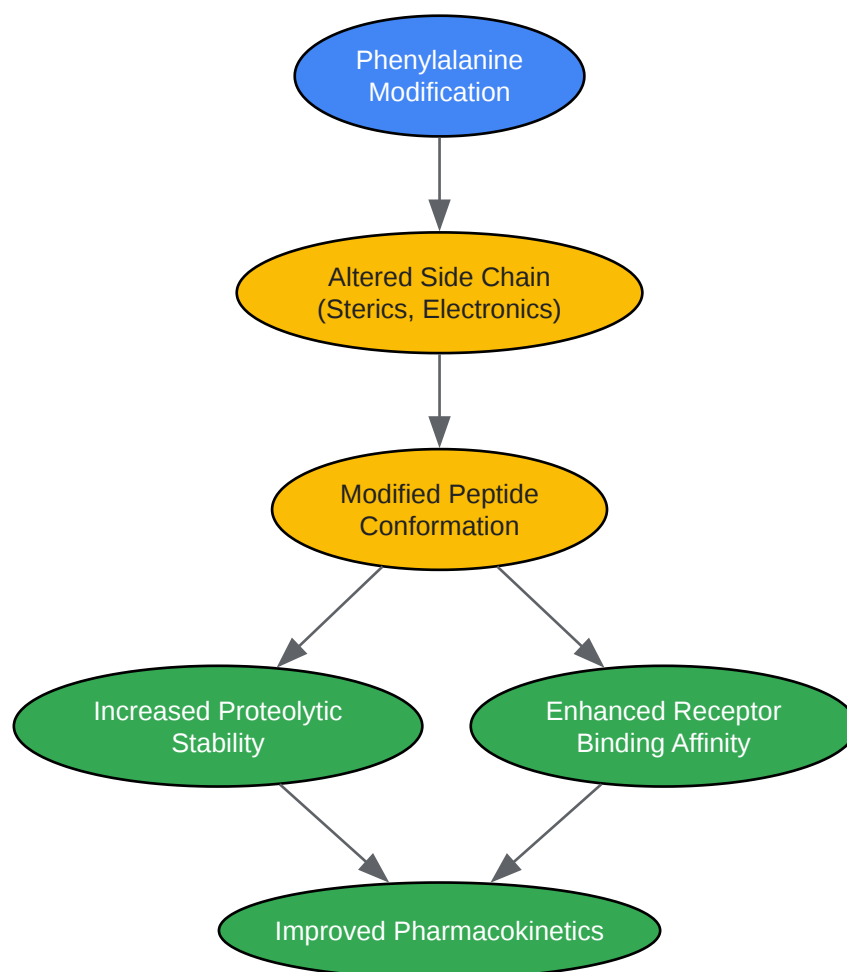 Phenylalanine
Modification
Altered Side Chain
(Sterics, Electronics)
Modified Peptide
Conformation
Increased Proteolytic
Stability
Enhanced Receptor
Binding Affinity
Improved Pharmacokinetics